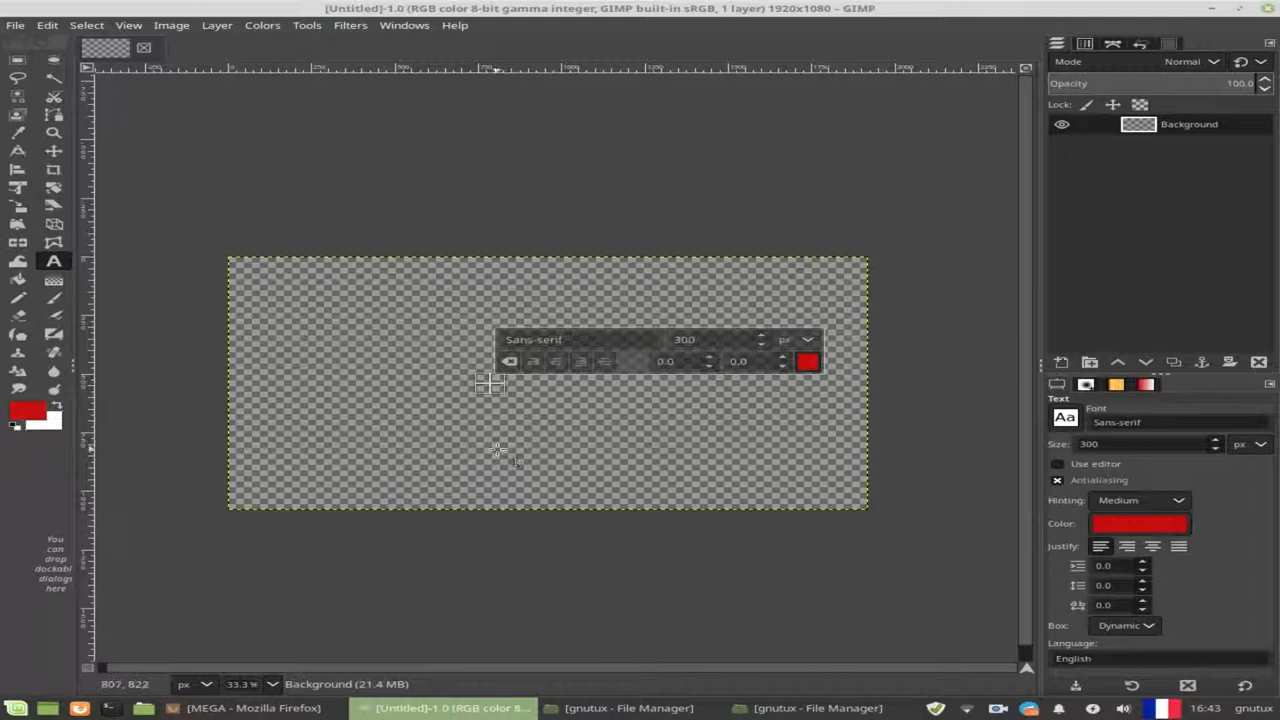 [Untitled]-1.0 (RGB color 8-bit gamma integer, GIMP built-in sRGB, 1 layer) 1920x1080 – GIMP
File Edit Select View Image Layer Colors Tools Filters Windows Help
Mode Normal
Opacity 100.0
Lock:
Background
Sans-serif 300 px
0.0 0.0
Text
Aa Font
Sans-serif
Size: 300 px
Use editor
Antialiasing
Hinting: Medium
Color:
Justify:
0.0
0.0
0.0
Box: Dynamic
Language:
English
You
can
drop
dockabl
dialogs
here
807, 822 px 33.3% Background (21.4 MB)
[MEGA - Mozilla Firefox] [Untitled]-1.0 (RGB color 8... [gnutux - File Manager] [gnutux - File Manager] 16:43 gnutux